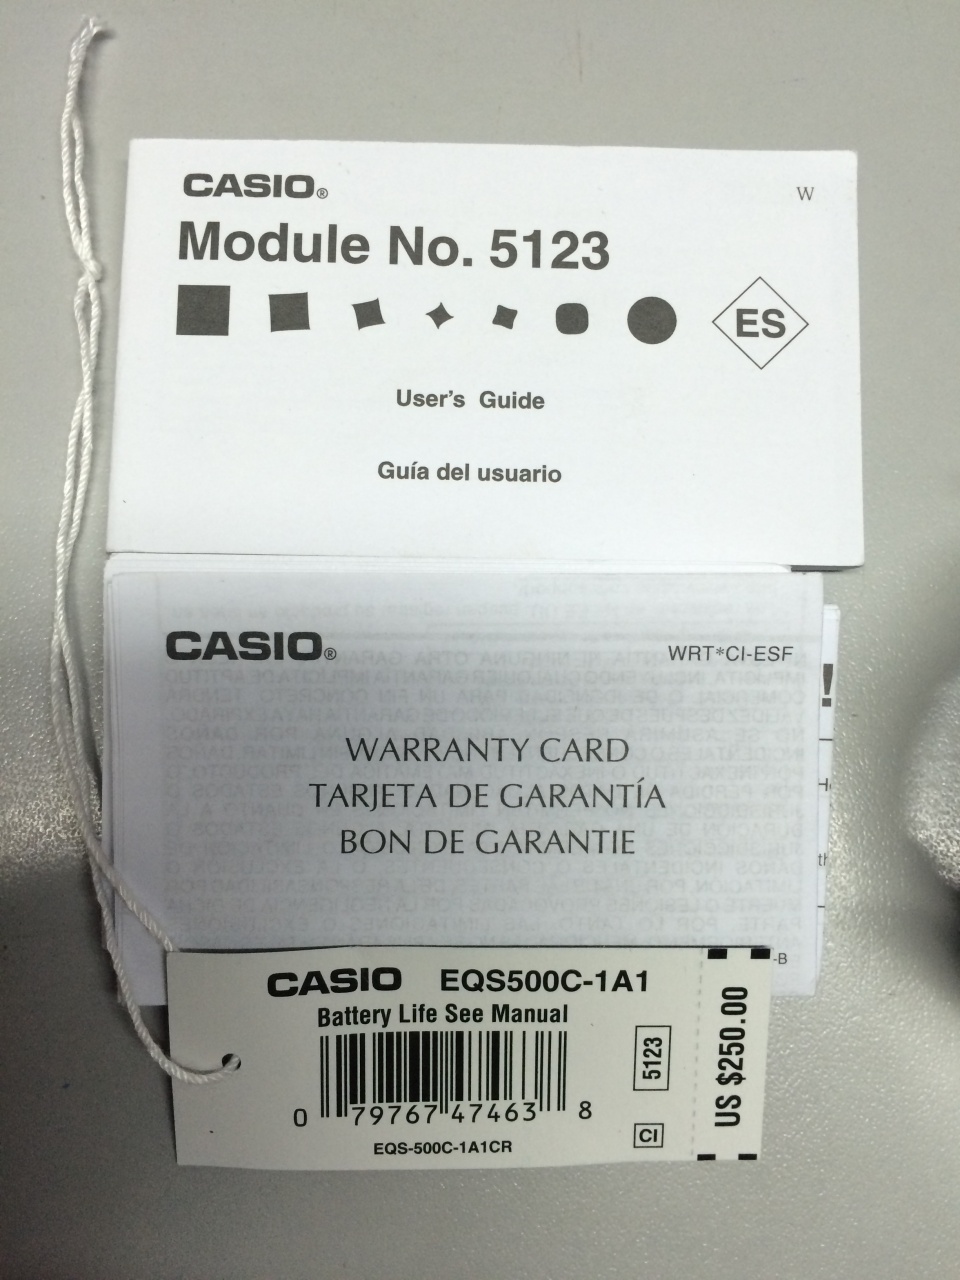 CASIO®
W
Module No. 5123
ES
User's Guide
Guía del usuario
CASIO®
WRT*CI-ESF
WARRANTY CARD
TARJETA DE GARANTÍA
BON DE GARANTIE
!
-B
CASIO EQS500C-1A1
Battery Life See Manual
0 79767 47463 8
EQS-500C-1A1CR
5123
CI
US $250.00